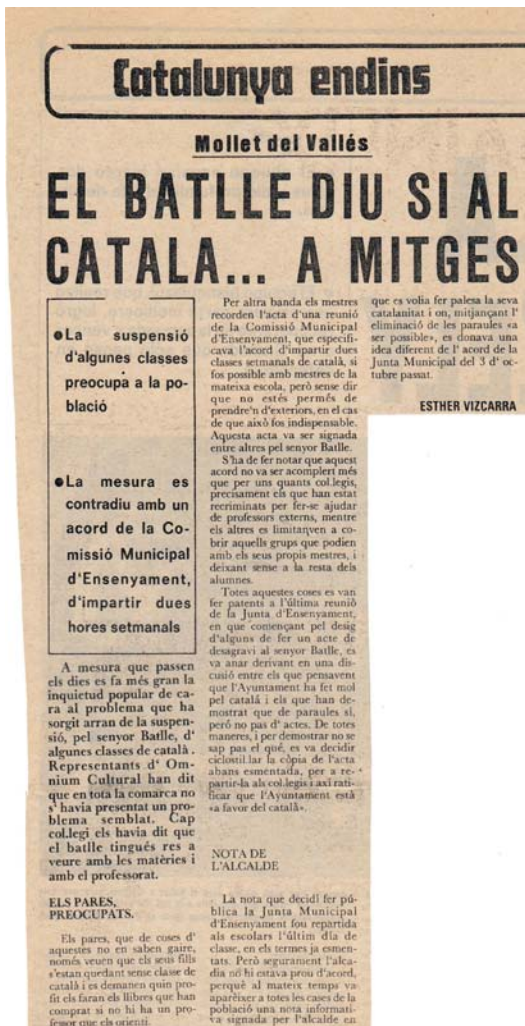 Catalunya endins
Mollet del Vallés
EL BATLLE DIU SI AL
CATALA... A MITGES
●La suspensió
d'algunes classes
preocupa a la po-
blació
●La mesura es
contradiu amb un
acord de la Co-
missió Municipal
d'Ensenyament,
d'impartir dues
hores setmanals
A mesura que passen
els dies es fa més gran la
inquietud popular de ca-
ra al problema que ha
sorgit arran de la suspen-
sió, pel senyor Batlle, d'
algunes classes de català.
Representants d' Om-
nium Cultural han dit
que en tota la comarca no
s' havia presentat un pro-
blema semblat. Cap
col.legi els havia dit que
el batlle tingués res a
veure amb les matèries i
amb el professorat.
ELS PARES,
PREOCUPATS.
Els pares, que de coses d'
aquestes no en saben gaire,
només veuen que els seus fills
s'estan quedant sense classe de
català i es demanen quin pro-
fit els faran els llibres que han
comprat si no hi ha un pro-
fessor que els orienti.
Per altra banda els mestres
recorden l'acta d'una reunió
de la Comissió Municipal
d'Ensenyament, que especifi-
cava l'acord d'impartir dues
classes setmanals de català, si
fos possible amb mestres de la
mateixa escola, però sense dir
que no estés permés de
prendre'n d'exteriors, en el cas
de que això fos indispensable.
Aquesta acta va ser signada
entre altres pel senyor Batlle.
S'ha de fer notar que aquest
acord no va ser acomplert més
que per uns quants col.legis,
precisament els que han estat
recriminats per fer-se ajudar
de professors externs, mentre
els altres es limitaven a co-
brir aquells grups que podien
amb els seus propis mestres, i
deixant sense a la resta dels
alumnes.
Totes aquestes coses es van
fer patents a l'última reunió
de la Junta d'Ensenyament,
en que començant pel desig
d'alguns de fer un acte de
desagravi al senyor Batlle, es
va anar derivant en una dis-
cusió entre els que pensaven
que l'Ayuntament ha fet mol
pel català i els que han de-
mostrat que de paraules sí,
peró no pas d' actes. De totes
maneres, i per demostrar no se
sap pas el qué, es va decidir
ciclostil.lar la còpia de l'acta
abans esmentada, per a re-
partir-la als col.legis i axí rati-
ficar que l'Ayuntament està
«a favor del català».
NOTA DE
L'ALCALDE
La nota que decidí fer pú-
blica la Junta Municipal
d'Ensenyament fou repartida
als escolars l'últim dia de
classe, en els termes ja esmen-
tats. Però segurament l'alca-
dia no hi estava prou d'acord,
perquè al mateix temps va
aparèixer a totes les cases de la
població una nota informati-
va signada per l'alcalde en
que es volia fer palesa la seva
catalanitat i on, mitjançant l'
eliminació de les paraules «a
ser possible», es donava una
idea diferent de l' acord de la
Junta Municipal del 3 d' oc-
tubre passat.
ESTHER VIZCARRA